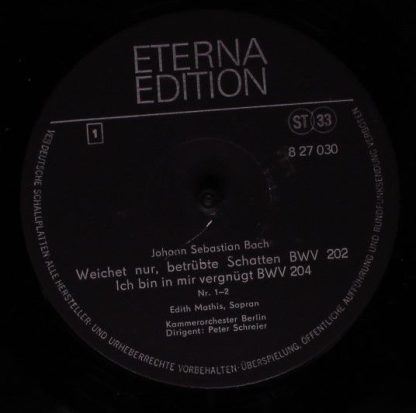 ETERNA
EDITION
1
ST 33
8 27 030
Johann Sebastian Bach
Weichet nur, betrübte Schatten BWV 202
Ich bin in mir vergnügt BWV 204
Nr. 1-2
Edith Mathis, Sopran
Kammerorchester Berlin
Dirigent: Peter Schreier
VEB DEUTSCHE SCHALLPLATTEN ALLE HERSTELLER- UND URHEBERRECHTE VORBEHALTEN · ÜBERSPIELUNG, ÖFFENTLICHE AUFFÜHRUNG UND RUNDFUNKSENDUNG VERBOTEN